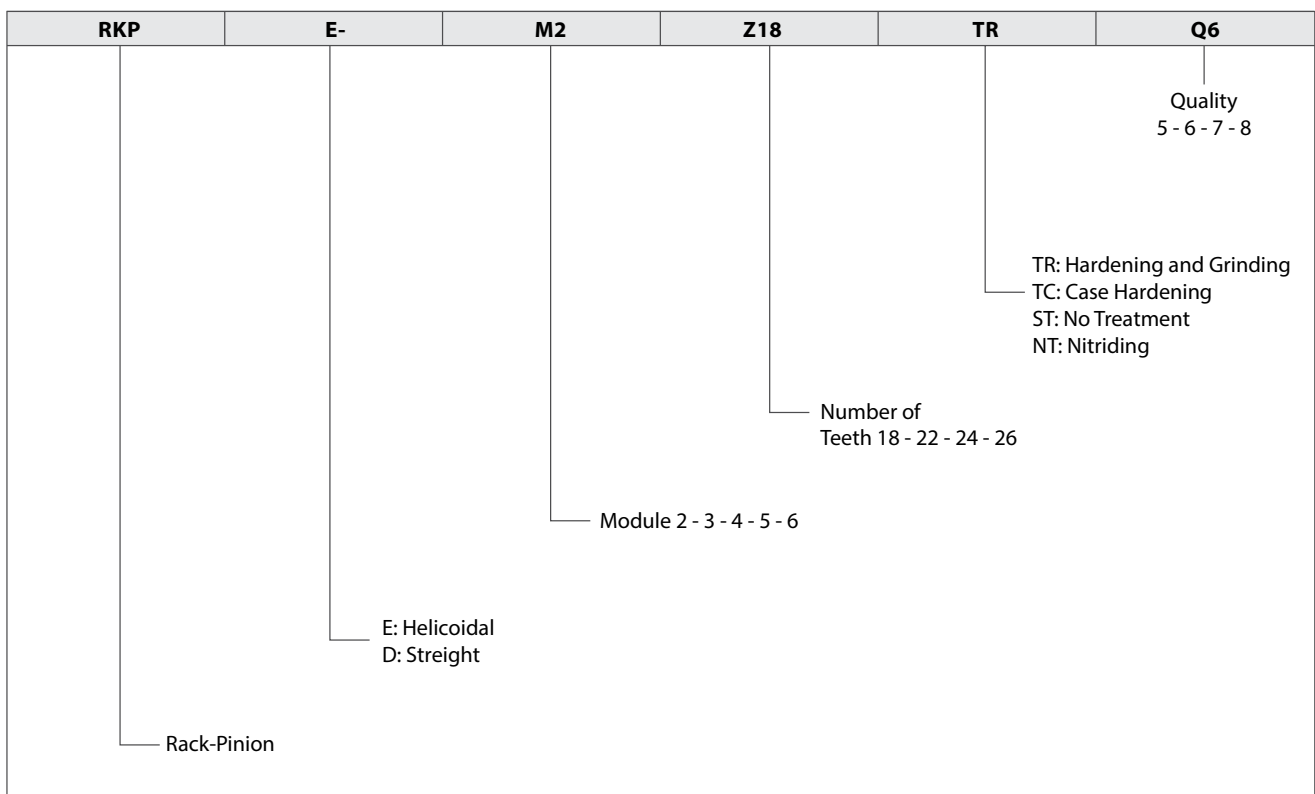 RKP E- M2 Z18 TR Q6
Quality
5 - 6 - 7 - 8
TR: Hardening and Grinding
TC: Case Hardening
ST: No Treatment
NT: Nitriding
Number of
Teeth 18 - 22 - 24 - 26
Module 2 - 3 - 4 - 5 - 6
E: Helicoidal
D: Streight
Rack-Pinion